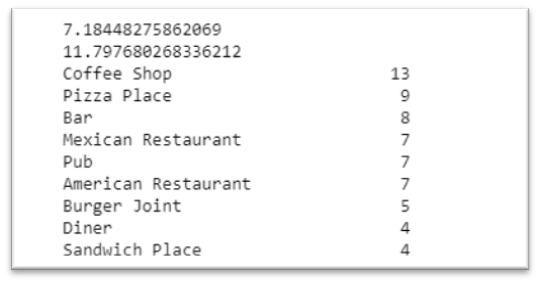 7.18448275862069
11.797680268336212
Coffee Shop 13
Pizza Place 9
Bar 8
Mexican Restaurant 7
Pub 7
American Restaurant 7
Burger Joint 5
Diner 4
Sandwich Place 4